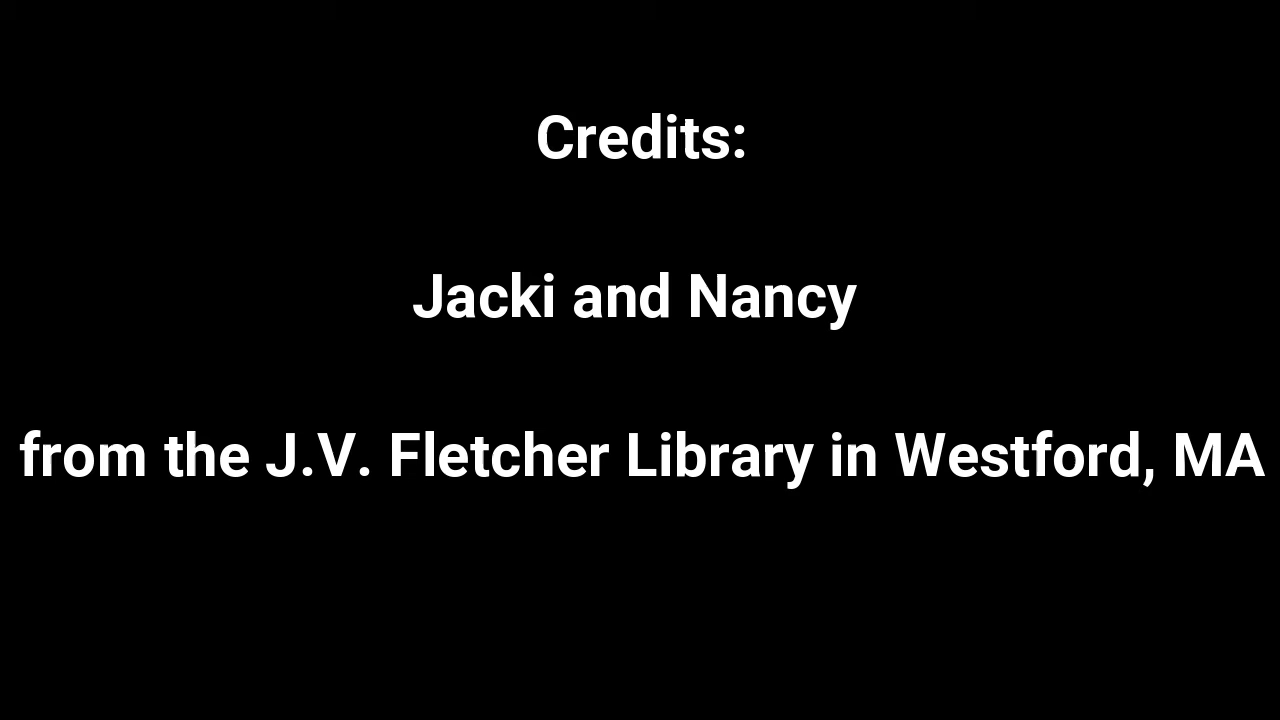 Credits:
Jacki and Nancy
from the J.V. Fletcher Library in Westford, MA